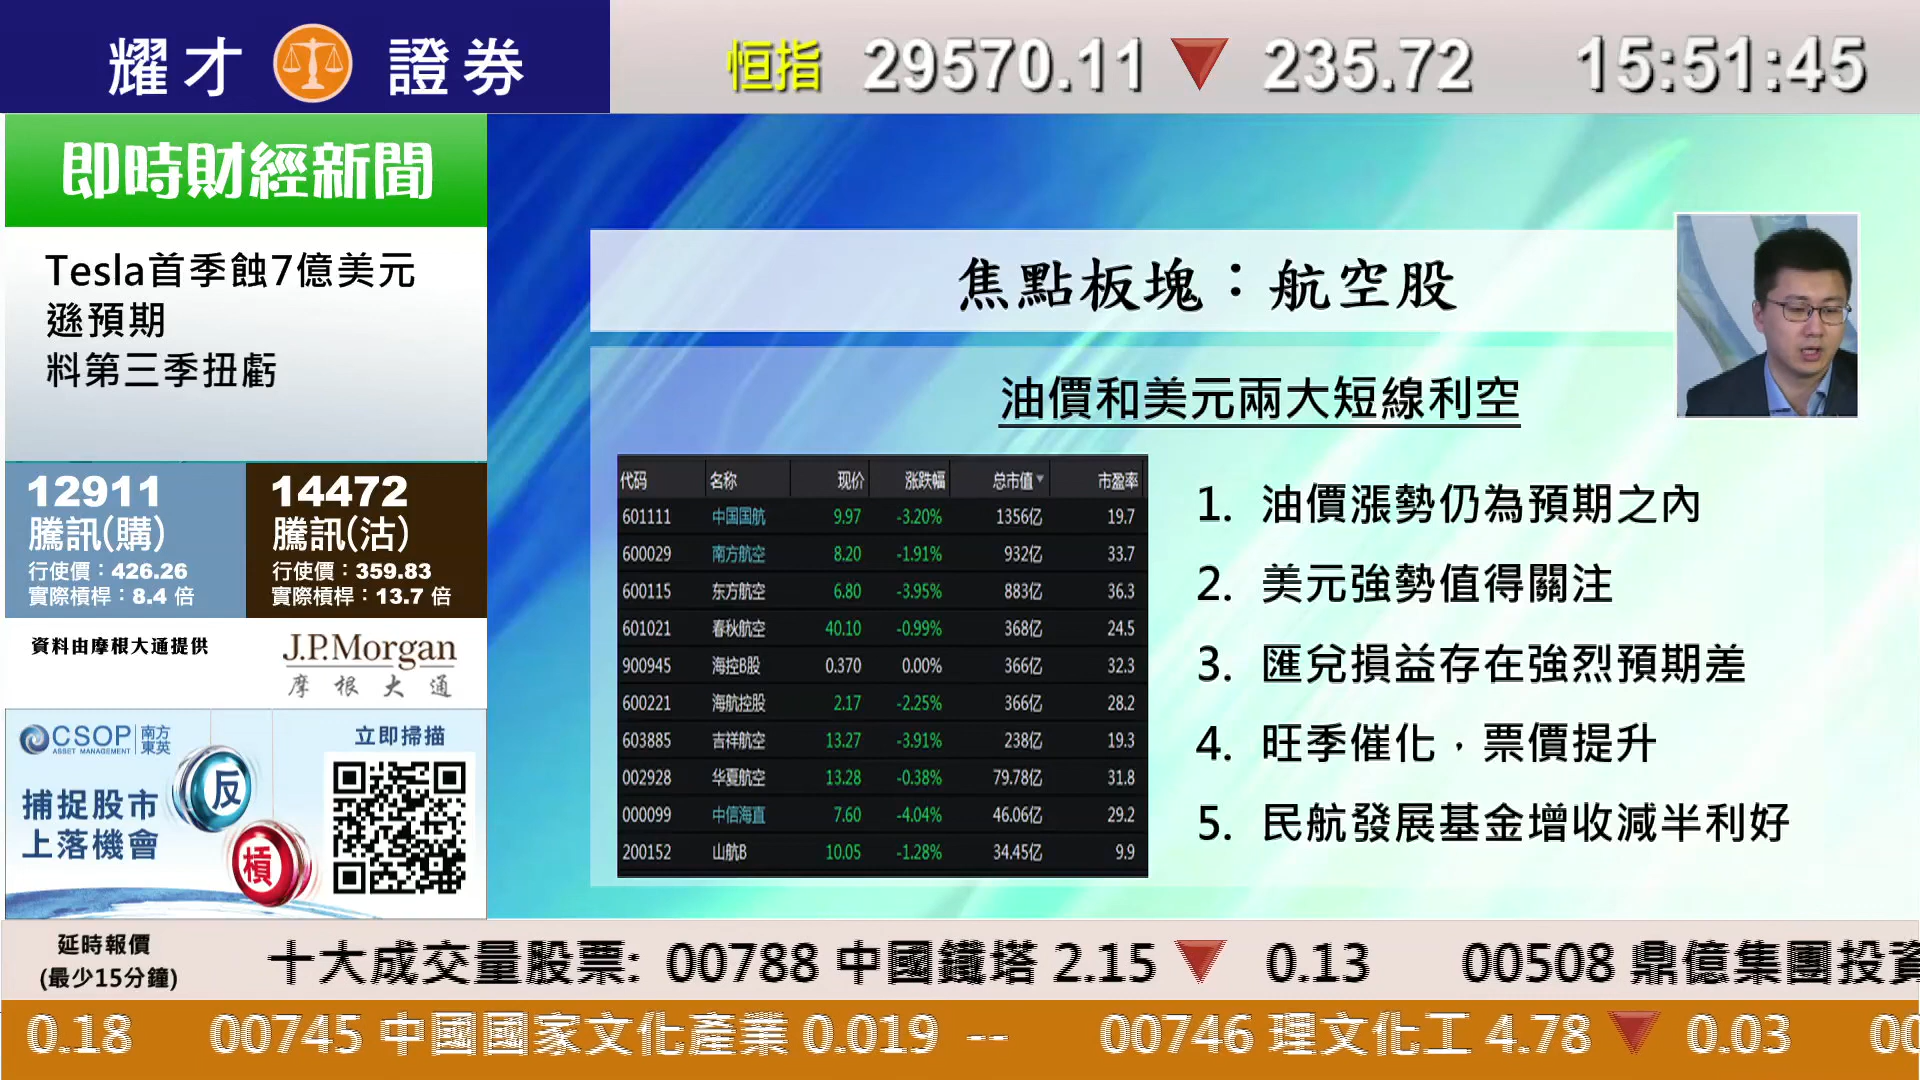 耀才 證券
恒指 29570.11 ▼ 235.72 15:51:45
即時財經新聞
Tesla首季蝕7億美元
遜預期
料第三季扭虧
12911
騰訊(購)
行使價：426.26
實際槓桿：8.4 倍
14472
騰訊(沽)
行使價：359.83
實際槓桿：13.7 倍
資料由摩根大通提供
J.P.Morgan
摩根大通
CSOP 南方東英
ASSET MANAGEMENT
立即掃描
捕捉股市
上落機會
反
槓
焦點板塊：航空股
油價和美元兩大短線利空
代码 名称 现价 涨跌幅 总市值 市盈率
601111 中国国航 9.97 -3.20% 1356亿 19.7
600029 南方航空 8.20 -1.91% 932亿 33.7
600115 东方航空 6.80 -3.95% 883亿 36.3
601021 春秋航空 40.10 -0.99% 368亿 24.5
900945 海控B股 0.370 0.00% 366亿 32.3
600221 海航控股 2.17 -2.25% 366亿 28.2
603885 吉祥航空 13.27 -3.91% 238亿 19.3
002928 华夏航空 13.28 -0.38% 79.78亿 31.8
000099 中信海直 7.60 -4.04% 46.06亿 29.2
200152 山航B 10.05 -1.28% 34.45亿 9.9
1. 油價漲勢仍為預期之內
2. 美元強勢值得關注
3. 匯兌損益存在強烈預期差
4. 旺季催化，票價提升
5. 民航發展基金增收減半利好
延時報價
(最少15分鐘)
十大成交量股票: 00788 中國鐵塔 2.15 ▼ 0.13 00508 鼎億集團投資
0.18 00745 中國國家文化產業 0.019 -- 00746 理文化工 4.78 ▼ 0.03 00